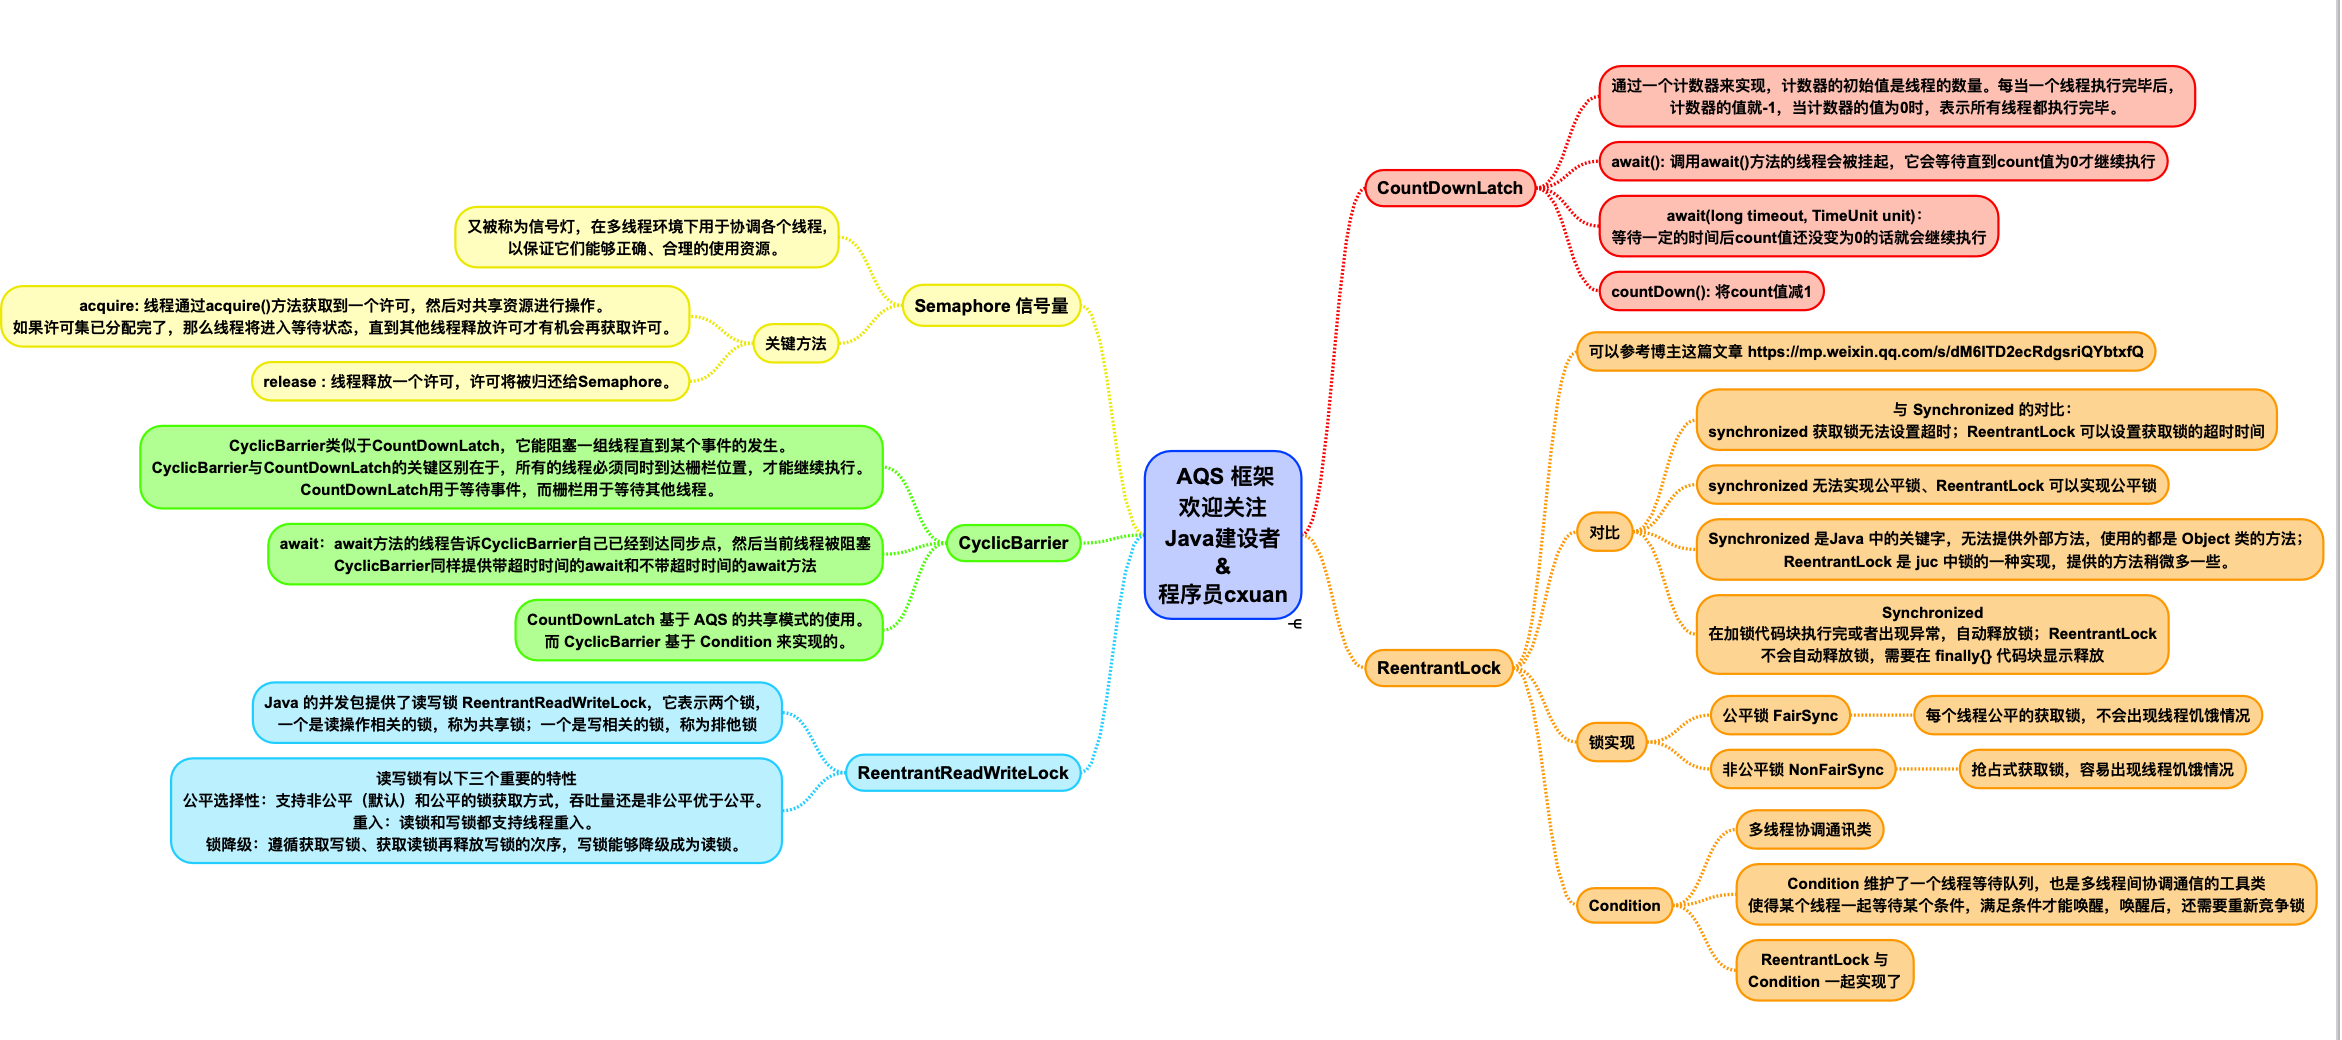 AQS 框架
欢迎关注
Java建设者
&
程序员cxuan
CountDownLatch
通过一个计数器来实现，计数器的初始值是线程的数量。每当一个线程执行完毕后，
计数器的值就-1，当计数器的值为0时，表示所有线程都执行完毕。
await(): 调用await()方法的线程会被挂起，它会等待直到count值为0才继续执行
await(long timeout, TimeUnit unit)：
等待一定的时间后count值还没变为0的话就会继续执行
countDown(): 将count值减1
ReentrantLock
可以参考博主这篇文章 https://mp.weixin.qq.com/s/dM6ITD2ecRdgsriQYbtxfQ
对比
与 Synchronized 的对比：
synchronized 获取锁无法设置超时；ReentrantLock 可以设置获取锁的超时时间
synchronized 无法实现公平锁、ReentrantLock 可以实现公平锁
Synchronized 是Java 中的关键字，无法提供外部方法，使用的都是 Object 类的方法；
ReentrantLock 是 juc 中锁的一种实现，提供的方法稍微多一些。
Synchronized
在加锁代码块执行完或者出现异常，自动释放锁；ReentrantLock
不会自动释放锁，需要在 finally{} 代码块显示释放
锁实现
公平锁 FairSync
每个线程公平的获取锁，不会出现线程饥饿情况
非公平锁 NonFairSync
抢占式获取锁，容易出现线程饥饿情况
Condition
多线程协调通讯类
Condition 维护了一个线程等待队列，也是多线程间协调通信的工具类
使得某个线程一起等待某个条件，满足条件才能唤醒，唤醒后，还需要重新竞争锁
ReentrantLock 与
Condition 一起实现了
Semaphore 信号量
又被称为信号灯，在多线程环境下用于协调各个线程,
以保证它们能够正确、合理的使用资源。
关键方法
acquire: 线程通过acquire()方法获取到一个许可，然后对共享资源进行操作。
如果许可集已分配完了，那么线程将进入等待状态，直到其他线程释放许可才有机会再获取许可。
release : 线程释放一个许可，许可将被归还给Semaphore。
CyclicBarrier
CyclicBarrier类似于CountDownLatch，它能阻塞一组线程直到某个事件的发生。
CyclicBarrier与CountDownLatch的关键区别在于，所有的线程必须同时到达栅栏位置，才能继续执行。
CountDownLatch用于等待事件，而栅栏用于等待其他线程。
await：await方法的线程告诉CyclicBarrier自己已经到达同步点，然后当前线程被阻塞
CyclicBarrier同样提供带超时时间的await和不带超时时间的await方法
CountDownLatch 基于 AQS 的共享模式的使用。
而 CyclicBarrier 基于 Condition 来实现的。
ReentrantReadWriteLock
Java 的并发包提供了读写锁 ReentrantReadWriteLock，它表示两个锁，
一个是读操作相关的锁，称为共享锁；一个是写相关的锁，称为排他锁
读写锁有以下三个重要的特性
公平选择性：支持非公平（默认）和公平的锁获取方式，吞吐量还是非公平优于公平。
重入：读锁和写锁都支持线程重入。
锁降级：遵循获取写锁、获取读锁再释放写锁的次序，写锁能够降级成为读锁。